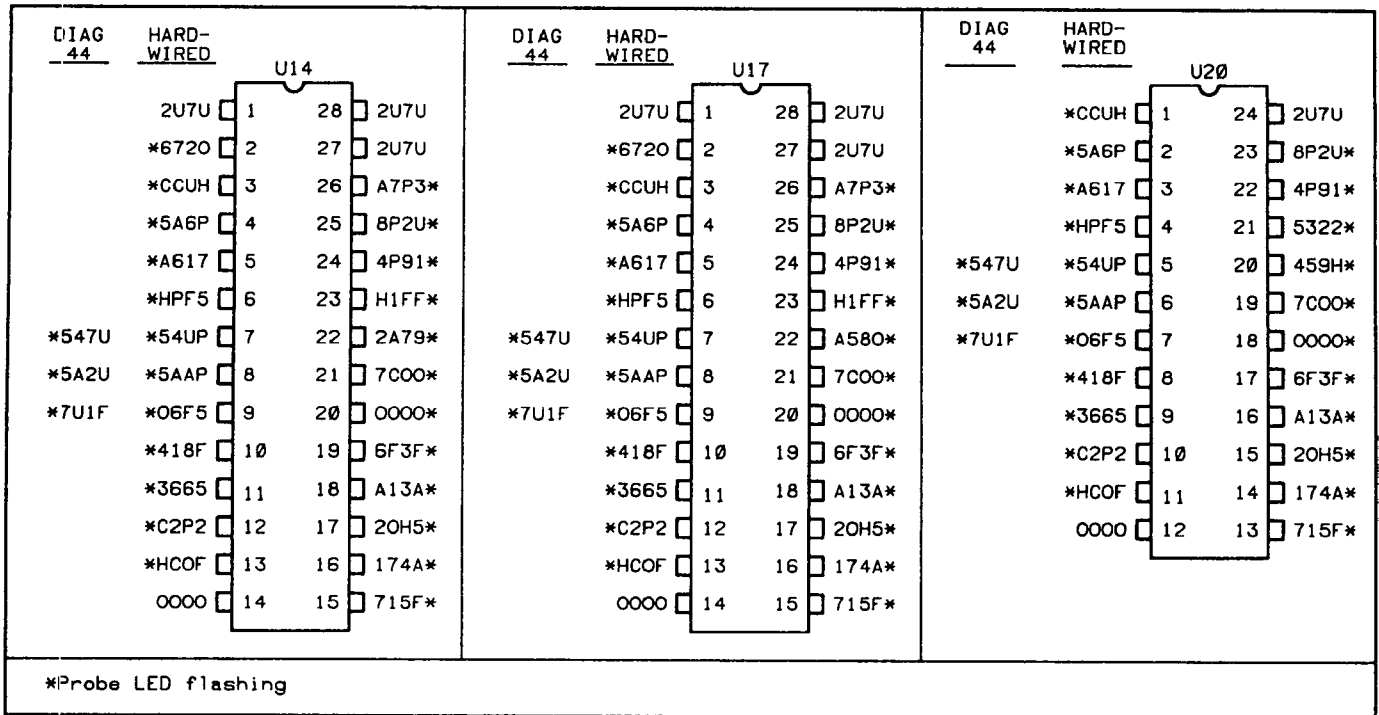 DIAG HARD-
44 WIRED
U14
2U7U 1 28 2U7U
*6720 2 27 2U7U
*CCUH 3 26 A7P3*
*5A6P 4 25 8P2U*
*A617 5 24 4P91*
*HPF5 6 23 H1FF*
*547U *54UP 7 22 2A79*
*5A2U *5AAP 8 21 7C00*
*7U1F *06F5 9 20 0000*
*418F 10 19 6F3F*
*3665 11 18 A13A*
*C2P2 12 17 20H5*
*HC0F 13 16 174A*
0000 14 15 715F*
DIAG HARD-
44 WIRED
U17
2U7U 1 28 2U7U
*6720 2 27 2U7U
*CCUH 3 26 A7P3*
*5A6P 4 25 8P2U*
*A617 5 24 4P91*
*HPF5 6 23 H1FF*
*547U *54UP 7 22 A580*
*5A2U *5AAP 8 21 7C00*
*7U1F *06F5 9 20 0000*
*418F 10 19 6F3F*
*3665 11 18 A13A*
*C2P2 12 17 20H5*
*HC0F 13 16 174A*
0000 14 15 715F*
DIAG HARD-
44 WIRED
U20
*CCUH 1 24 2U7U
*5A6P 2 23 8P2U*
*A617 3 22 4P91*
*HPF5 4 21 5322*
*547U *54UP 5 20 459H*
*5A2U *5AAP 6 19 7C00*
*7U1F *06F5 7 18 0000*
*418F 8 17 6F3F*
*3665 9 16 A13A*
*C2P2 10 15 20H5*
*HC0F 11 14 174A*
0000 12 13 715F*
*Probe LED flashing